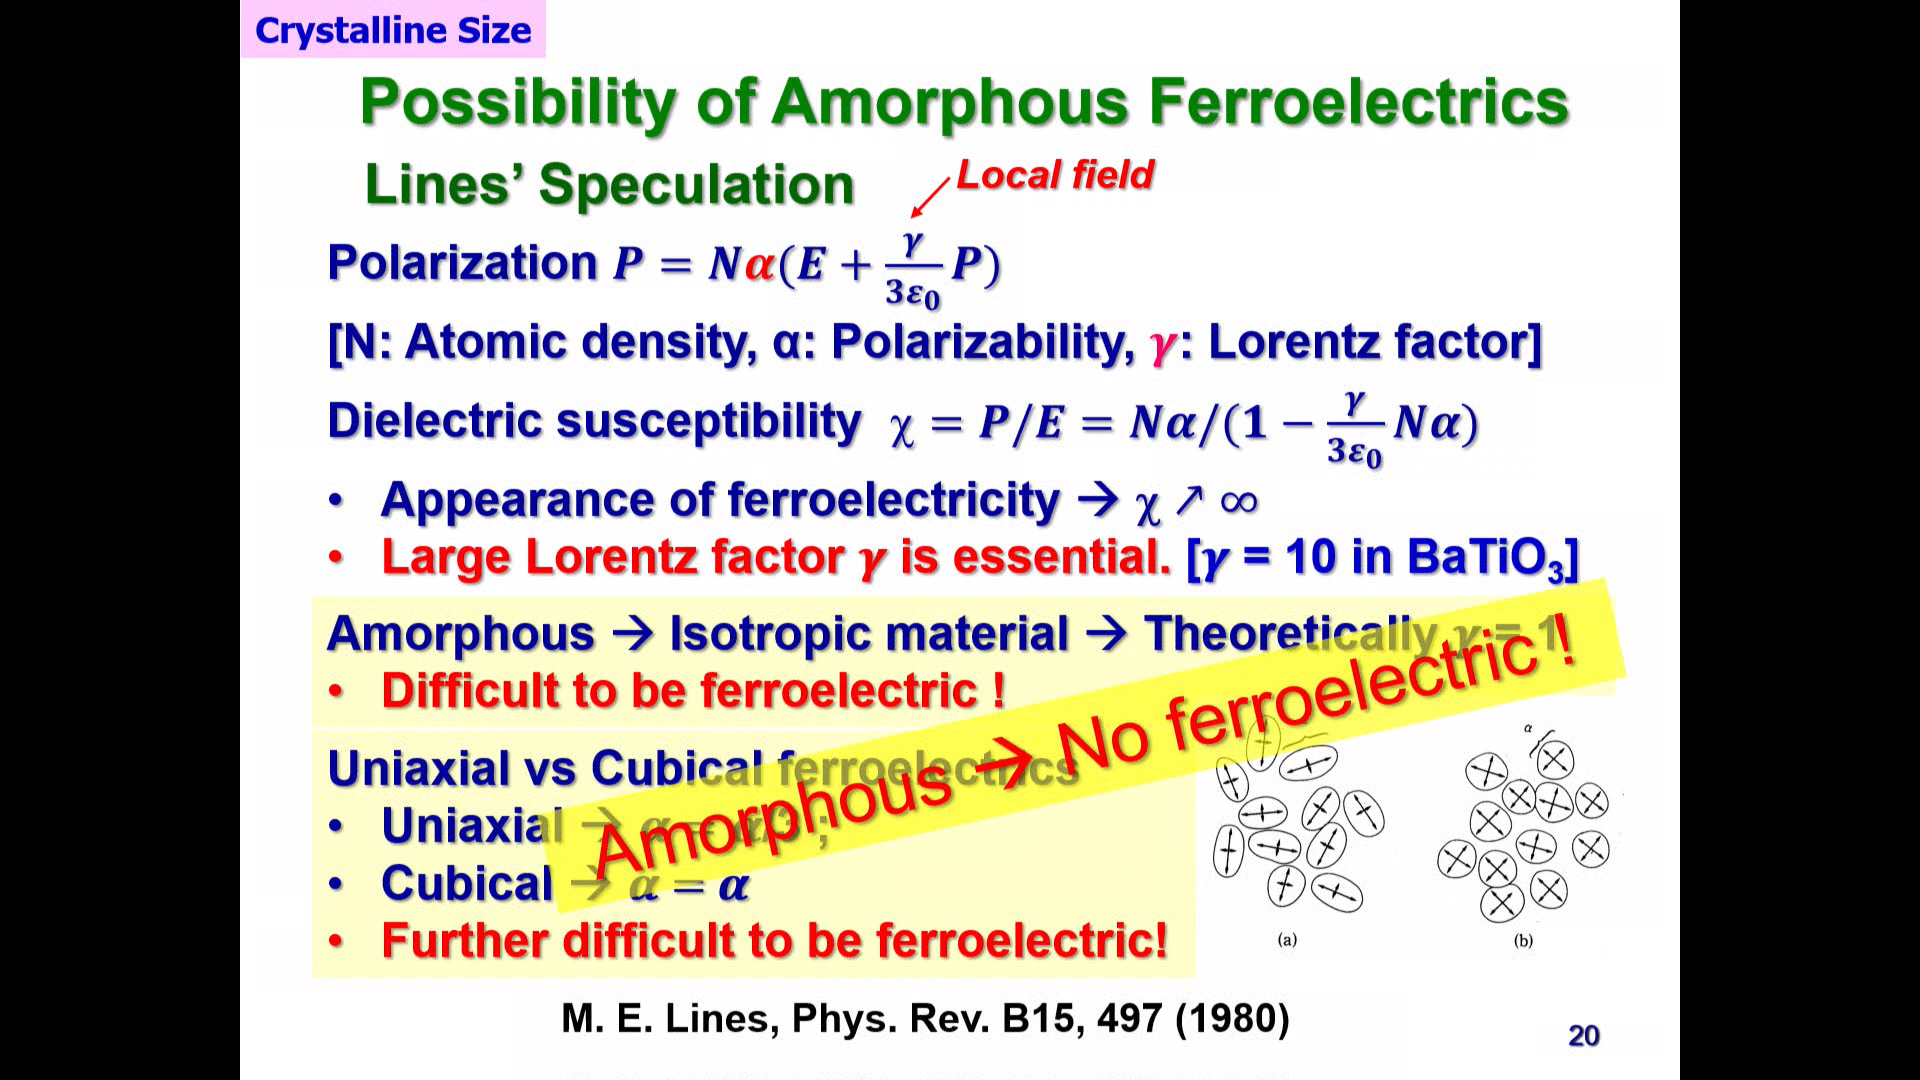 Crystalline Size
Possibility of Amorphous Ferroelectrics
Lines’ Speculation
Local field
Polarization P = Nα(E + γ/3ε₀ P)
[N: Atomic density, α: Polarizability, γ: Lorentz factor]
Dielectric susceptibility χ = P/E = Nα/(1 − γ/3ε₀ Nα)
• Appearance of ferroelectricity → χ ↗ ∞
• Large Lorentz factor γ is essential. [γ = 10 in BaTiO₃]
Amorphous → Isotropic material → Theoretically γ = 1
• Difficult to be ferroelectric !
Amorphous → No ferroelectric !
Uniaxial vs Cubical ferroelectrics
• Uniaxial → α = α/3 ;
• Cubical → α = α
• Further difficult to be ferroelectric!
α
(a)
(b)
M. E. Lines, Phys. Rev. B15, 497 (1980)
20